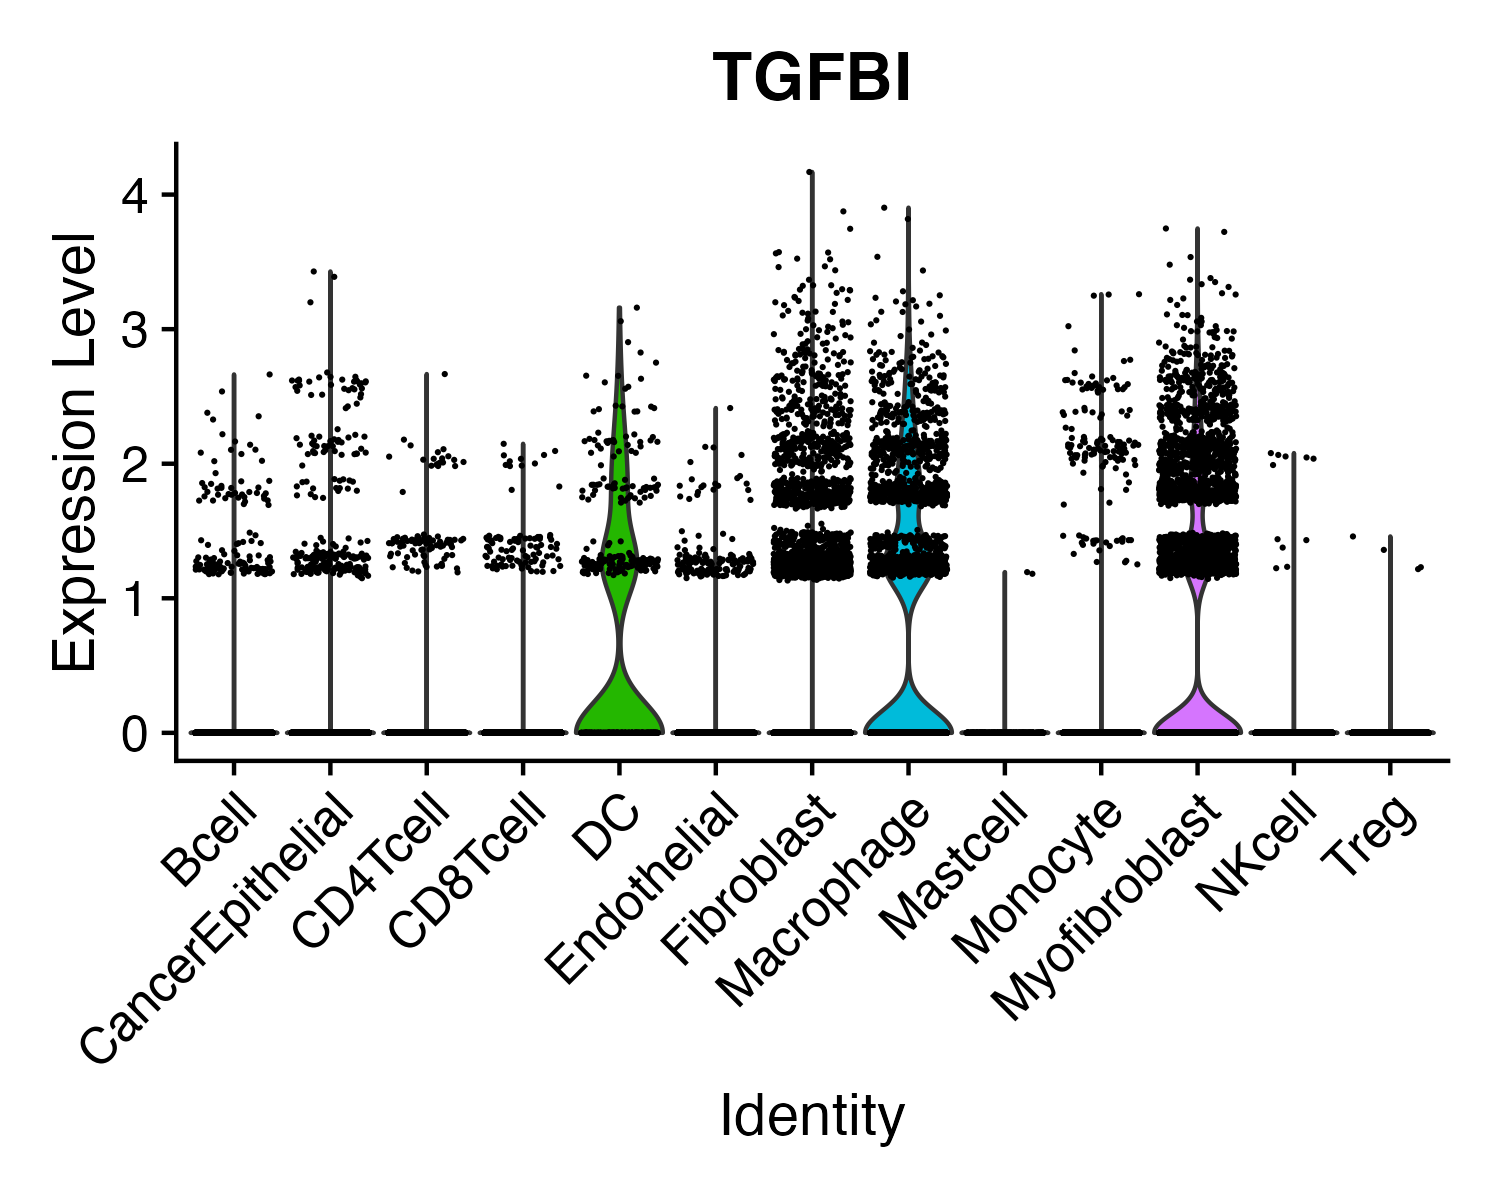 TGFBI
Expression Level
4
3
2
1
0
Bcell
CancerEpithelial
CD4Tcell
CD8Tcell
DC
Endothelial
Fibroblast
Macrophage
Mastcell
Monocyte
Myofibroblast
NKcell
Treg
Identity